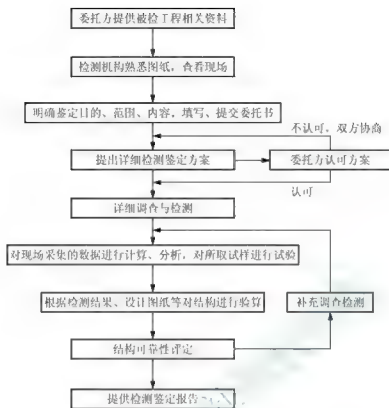 委托方提供被检工程相关资料
检测机构熟悉图纸，查看现场
明确鉴定目的、范围、内容，填写、提交委托书
不认可，双方协商
提出详细检测鉴定方案
委托方认可方案
认可
详细调查与检测
对现场采集的数据进行计算、分析，对所取试样进行试验
根据检测结果、设计图纸等对结构进行验算
补充调查检测
结构可靠性评定
提供检测鉴定报告